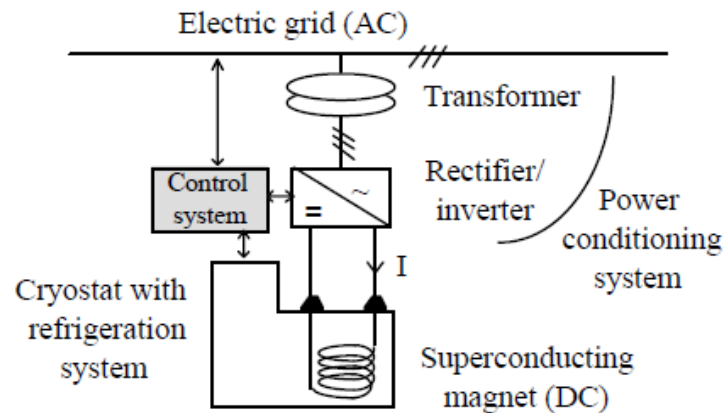 Electric grid (AC)
Transformer
Control
system
~
=
Rectifier/
inverter
Power
conditioning
system
I
Cryostat with
refrigeration
system
Superconducting
magnet (DC)